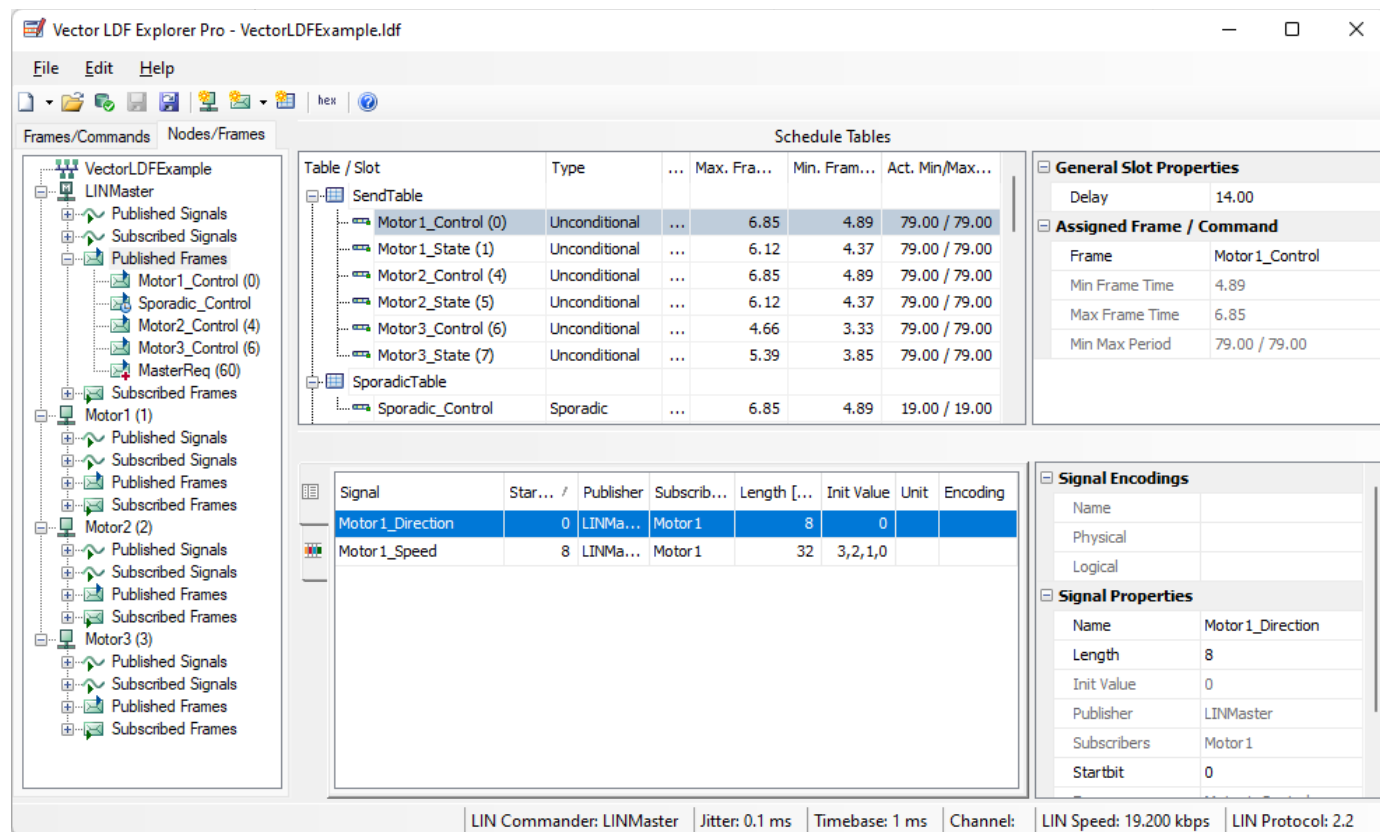 Vector LDF Explorer Pro - VectorLDFExample.ldf
File Edit Help
hex
Frames/Commands Nodes/Frames
VectorLDFExample
LINMaster
Published Signals
Subscribed Signals
Published Frames
Motor1_Control (0)
Sporadic_Control
Motor2_Control (4)
Motor3_Control (6)
MasterReq (60)
Subscribed Frames
Motor1 (1)
Published Signals
Subscribed Signals
Published Frames
Subscribed Frames
Motor2 (2)
Published Signals
Subscribed Signals
Published Frames
Subscribed Frames
Motor3 (3)
Published Signals
Subscribed Signals
Published Frames
Subscribed Frames
Schedule Tables
Table / Slot Type ... Max. Fra... Min. Fram... Act. Min/Max...
SendTable
Motor1_Control (0) Unconditional ... 6.85 4.89 79.00 / 79.00
Motor1_State (1) Unconditional ... 6.12 4.37 79.00 / 79.00
Motor2_Control (4) Unconditional ... 6.85 4.89 79.00 / 79.00
Motor2_State (5) Unconditional ... 6.12 4.37 79.00 / 79.00
Motor3_Control (6) Unconditional ... 4.66 3.33 79.00 / 79.00
Motor3_State (7) Unconditional ... 5.39 3.85 79.00 / 79.00
SporadicTable
Sporadic_Control Sporadic ... 6.85 4.89 19.00 / 19.00
General Slot Properties
Delay 14.00
Assigned Frame / Command
Frame Motor1_Control
Min Frame Time 4.89
Max Frame Time 6.85
Min Max Period 79.00 / 79.00
Signal Star... / Publisher Subscrib... Length [... Init Value Unit Encoding
Motor1_Direction 0 LINMa... Motor1 8 0
Motor1_Speed 8 LINMa... Motor1 32 3,2,1,0
Signal Encodings
Name
Physical
Logical
Signal Properties
Name Motor1_Direction
Length 8
Init Value 0
Publisher LINMaster
Subscribers Motor1
Startbit 0
LIN Commander: LINMaster Jitter: 0.1 ms Timebase: 1 ms Channel: LIN Speed: 19.200 kbps LIN Protocol: 2.2